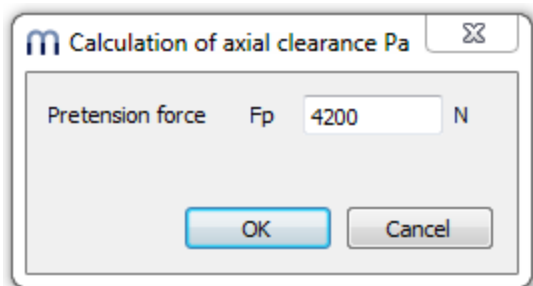 Calculation of axial clearance Pa
Pretension force Fp 4200 N
OK Cancel